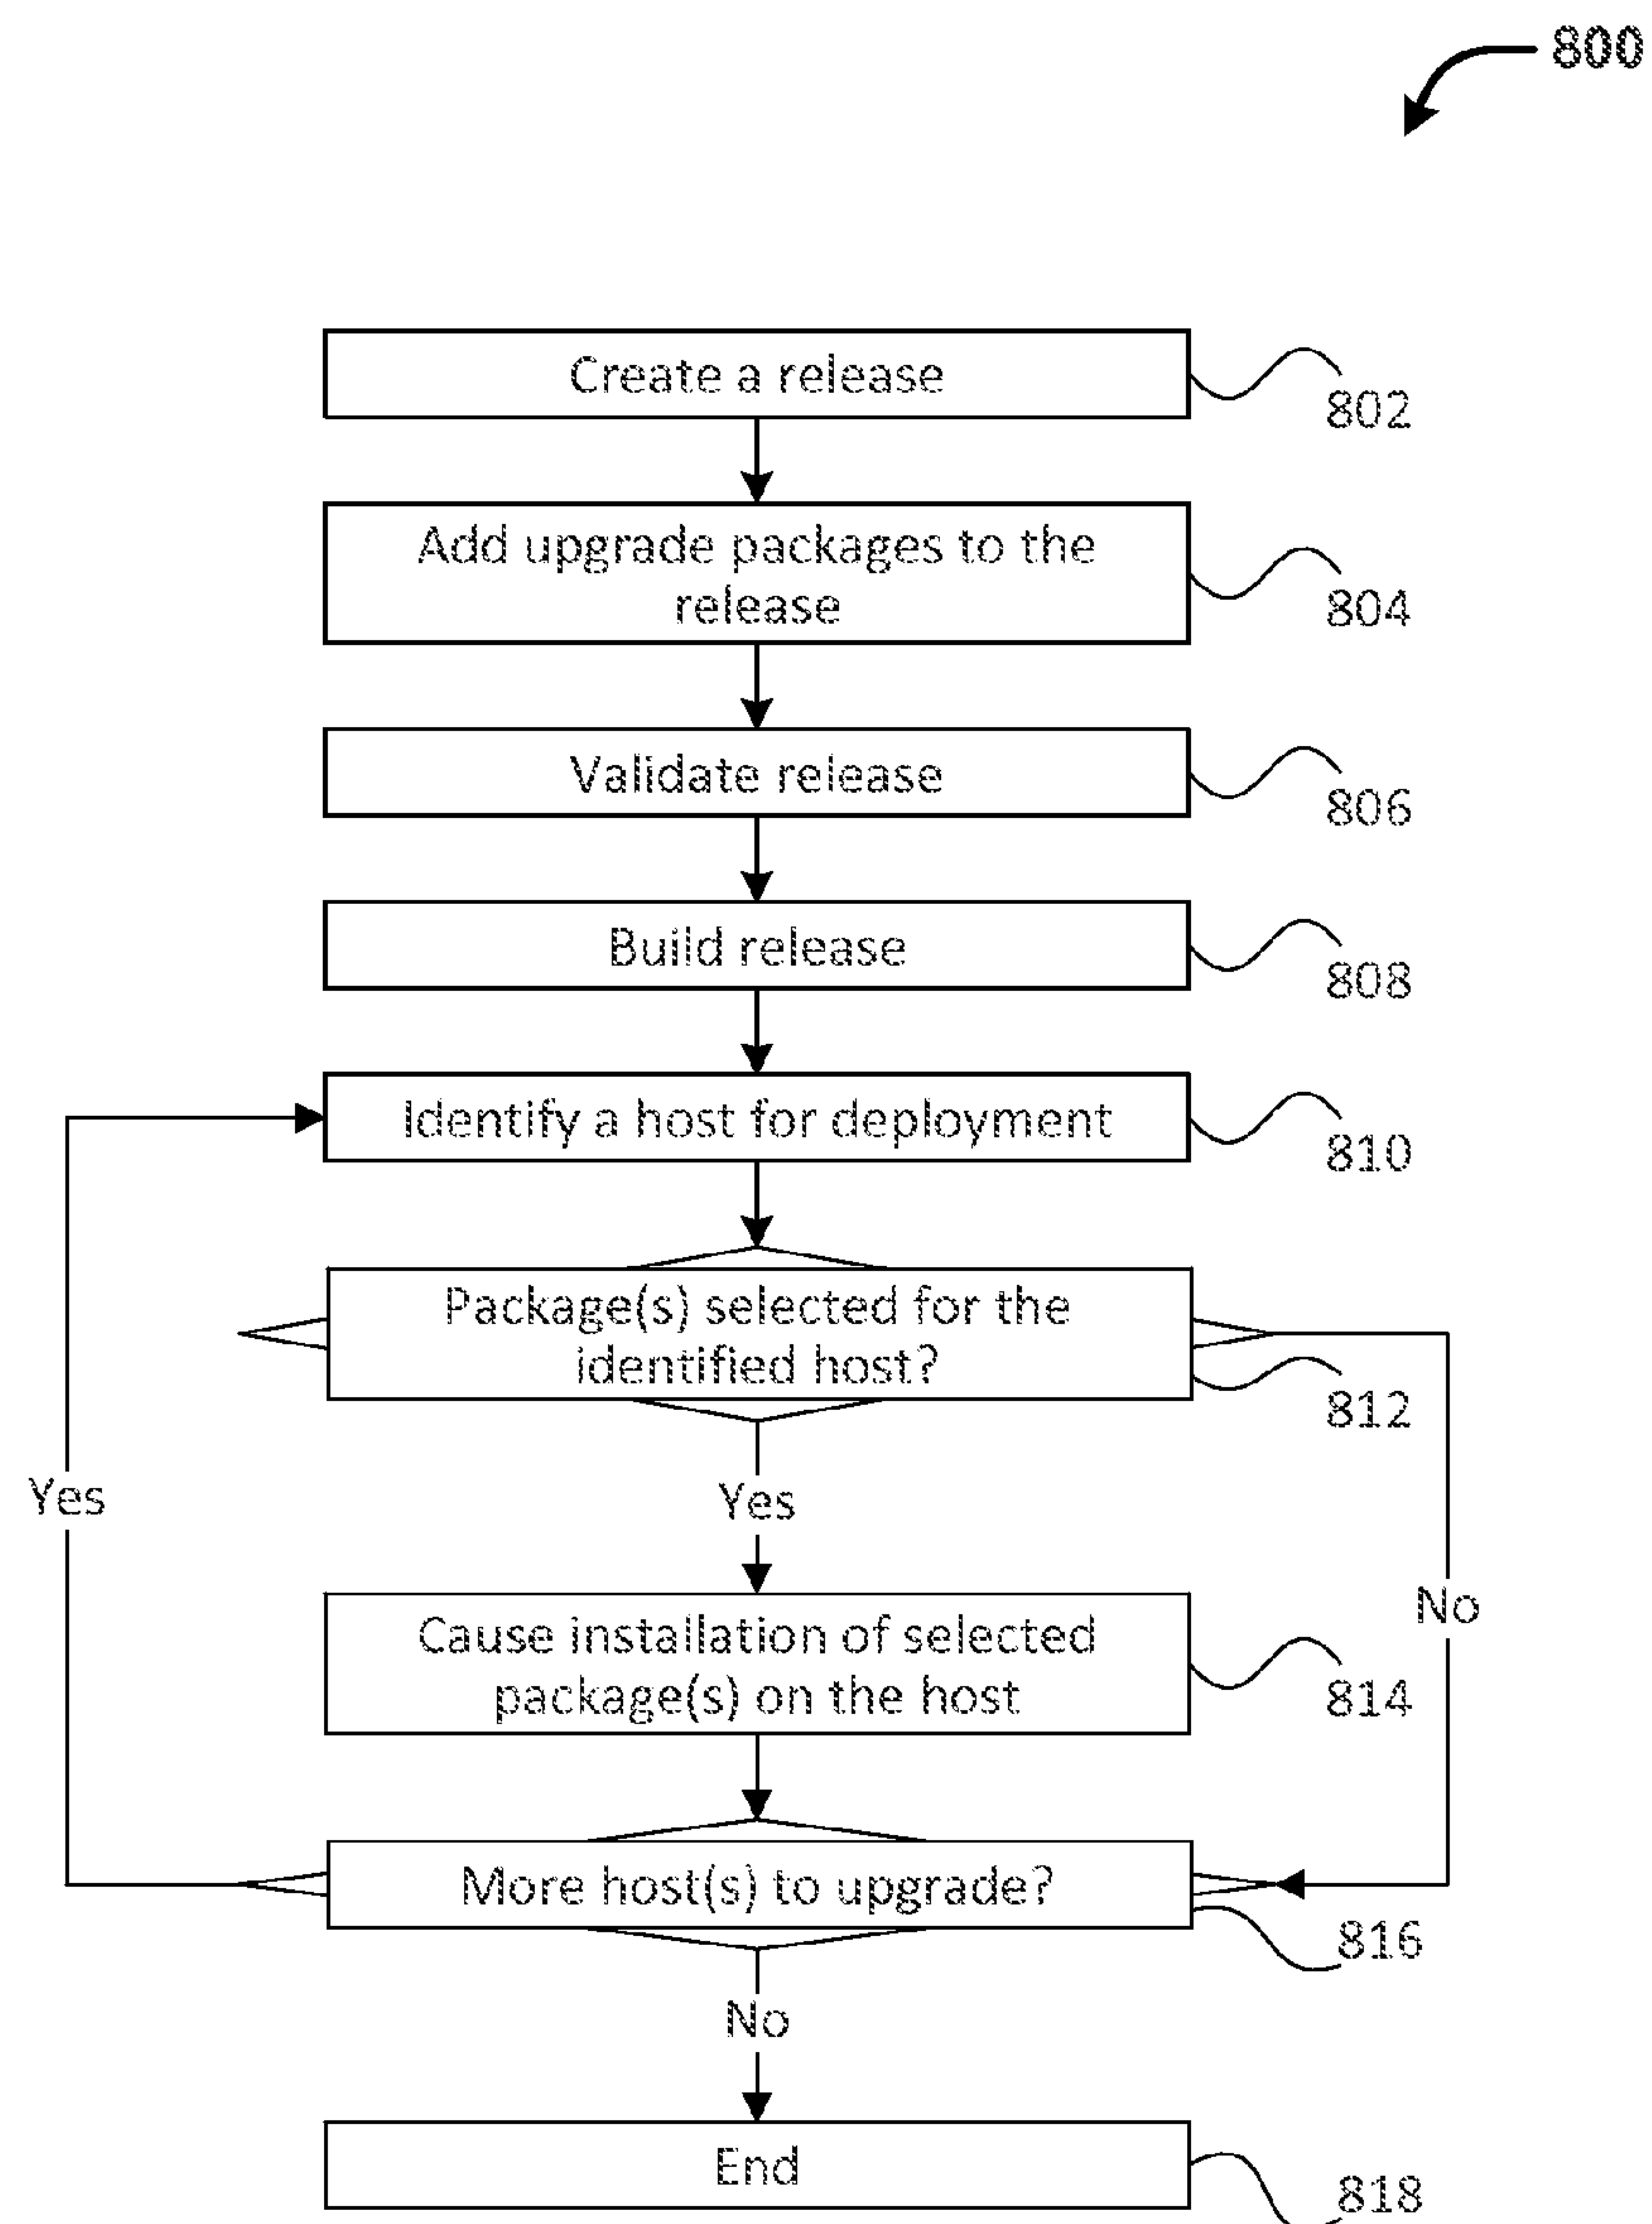 800
Create a release
802
Add upgrade packages to the
release
804
Validate release
806
Build release
808
Identify a host for deployment
810
Package(s) selected for the
identified host?
812
Yes
Yes
No
Cause installation of selected
package(s) on the host
814
More host(s) to upgrade?
816
No
End
818